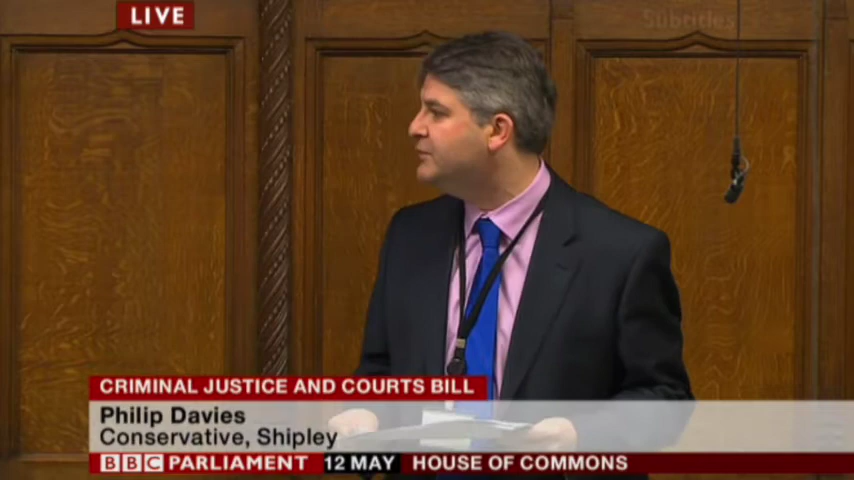 LIVE
Subtitles
CRIMINAL JUSTICE AND COURTS BILL
Philip Davies
Conservative, Shipley
BBC PARLIAMENT 12 MAY HOUSE OF COMMONS